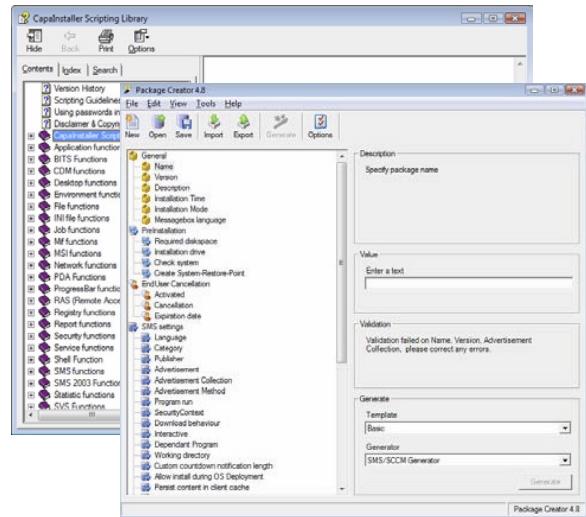 CapaInstaller Scripting Library
Hide Back Print Options
Contents Index Search
Version History
Scripting Guidelines
Using passwords in
Disclaimer & Copyri
CapaInstaller Script
Application function
BITS Functions
CDM functions
Desktop functions
Environment functi
File functions
INI file functions
Job functions
Mif functions
MSI functions
Network functions
PDA Functions
ProgressBar functio
RAS (Remote Acce
Registry functions
Report functions
Security functions
Service functions
Shell Function
SMS functions
SMS 2003 Function
Statistic functions
SVS Functions
Package Creator 4.8
File Edit View Tools Help
New Open Save Import Export Generate Options
General
Name
Version
Description
Installation Time
Installation Mode
Messagebox language
PreInstallation
Required diskspace
Installation drive
Check system
Create System-Restore-Point
EndUser Cancellation
Activated
Cancellation
Expiration date
SMS settings
Language
Category
Publisher
Advertisement
Advertisement Collection
Advertisement Method
Program run
SecurityContext
Download behaviour
Interactive
Dependant Program
Working directory
Custom countdown notification length
Allow install during OS Deployment
Persist content in client cache
Description
Specify package name
Value
Enter a text
Validation
Validation failed on Name, Version, Advertisement
Collection, please correct any errors.
Generate
Template
Basic
Generator
SMS/SCCM Generator
Generate
Package Creator 4.8